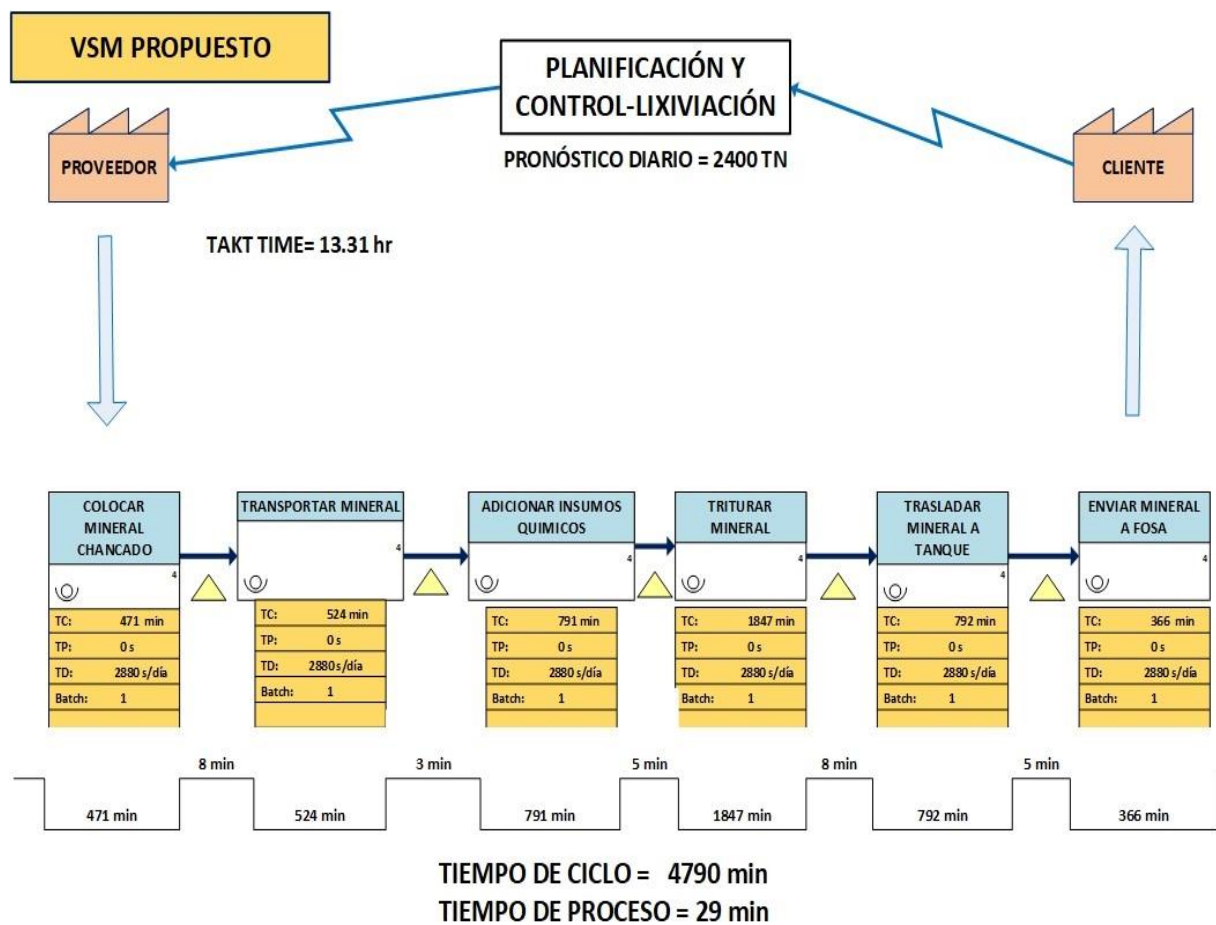 VSM PROPUESTO
PLANIFICACIÓN Y
CONTROL-LIXIVIACIÓN
PRONÓSTICO DIARIO = 2400 TN
PROVEEDOR
CLIENTE
TAKT TIME= 13.31 hr
COLOCAR
MINERAL
CHANCADO
4
TC: 471 min
TP: 0 s
TD: 2880 s/día
Batch: 1
TRANSPORTAR MINERAL
4
TC: 524 min
TP: 0 s
TD: 2880 s/día
Batch: 1
ADICIONAR INSUMOS
QUIMICOS
4
TC: 791 min
TP: 0 s
TD: 2880 s/día
Batch: 1
TRITURAR
MINERAL
4
TC: 1847 min
TP: 0 s
TD: 2880 s/día
Batch: 1
TRASLADAR
MINERAL A
TANQUE
4
TC: 792 min
TP: 0 s
TD: 2880 s/día
Batch: 1
ENVIAR MINERAL
A FOSA
4
TC: 366 min
TP: 0 s
TD: 2880 s/día
Batch: 1
8 min
3 min
5 min
8 min
5 min
471 min
524 min
791 min
1847 min
792 min
366 min
TIEMPO DE CICLO = 4790 min
TIEMPO DE PROCESO = 29 min